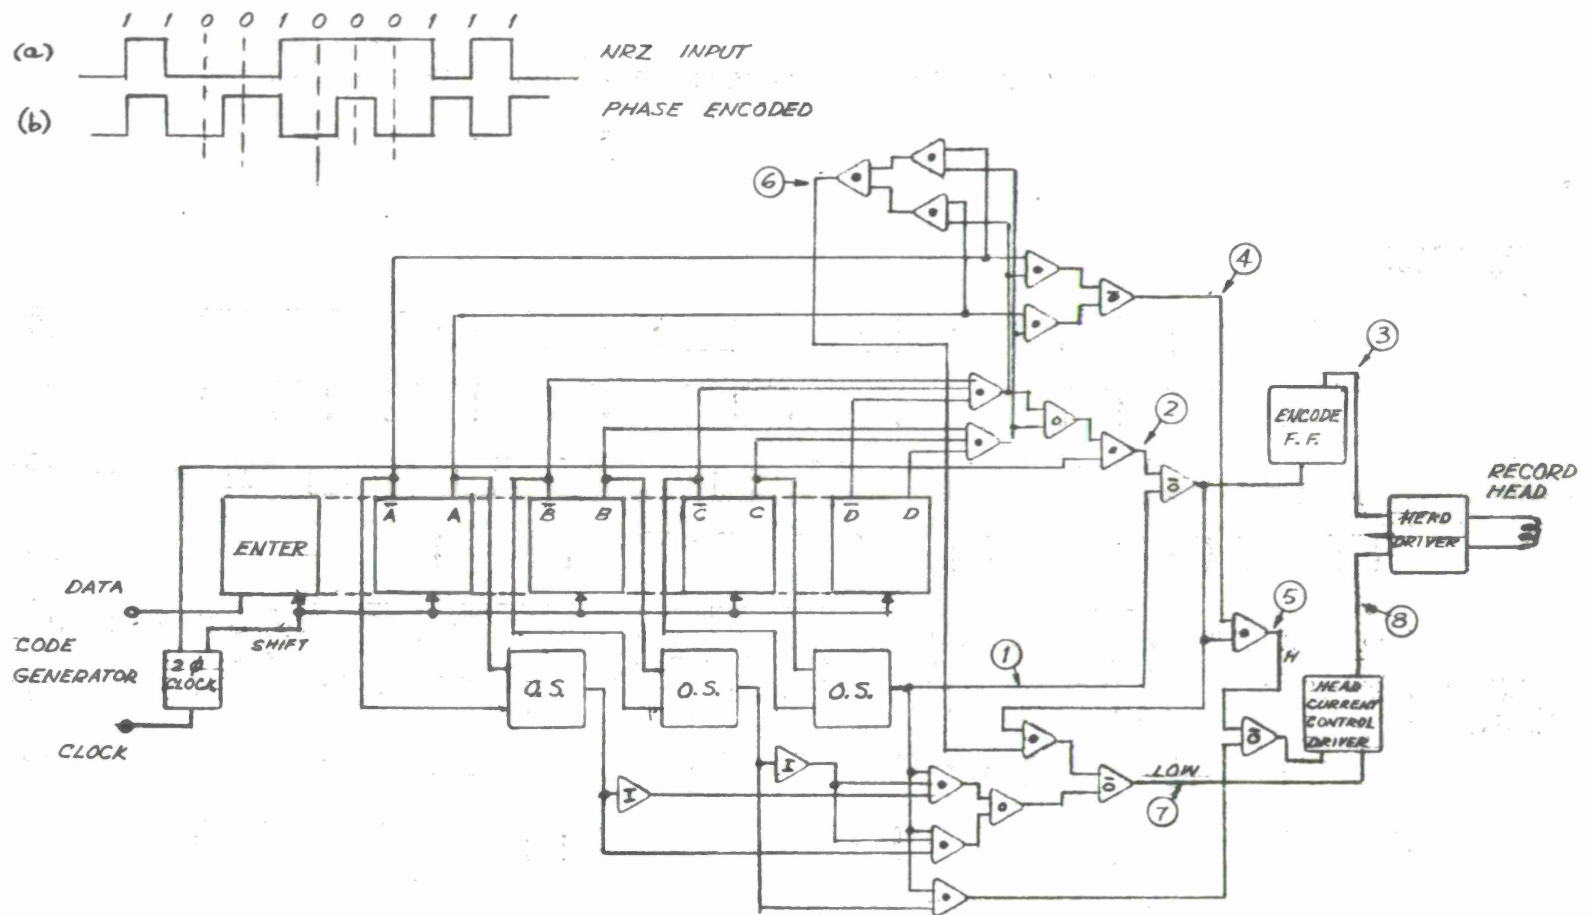 1 1 0 0 1 0 0 0 1 1 1
(a) NRZ INPUT
(b) PHASE ENCODED
6
4
3
2
ENCODE
F.F.
RECORD
HEAD
HEAD
DRIVER
A̅ A B̅ B C̅ C D̅ D
ENTER
DATA
SHIFT
CODE
GENERATOR
2Ø
CLOCK
CLOCK
O.S. O.S. O.S.
1
5
H
8
HEAD
CURRENT
CONTROL
DRIVER
I
I
LOW
7